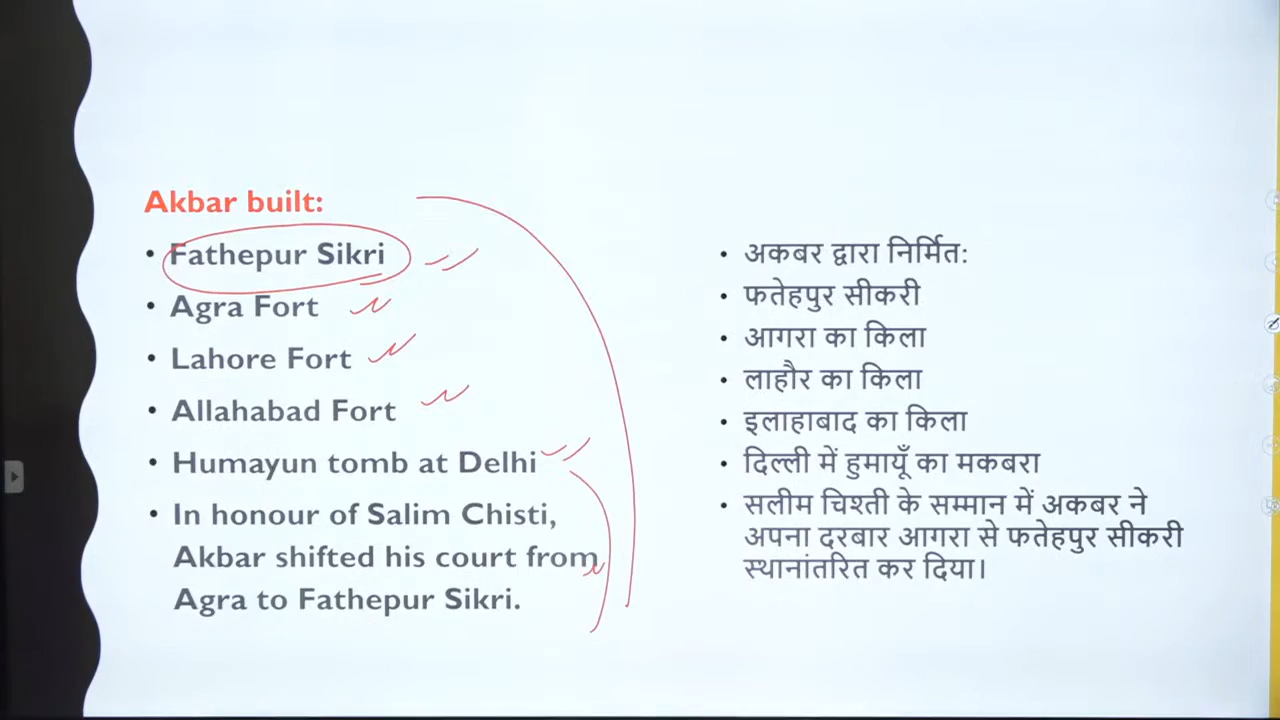 Akbar built:
• Fathepur Sikri
• Agra Fort
• Lahore Fort
• Allahabad Fort
• Humayun tomb at Delhi
• In honour of Salim Chisti,
Akbar shifted his court from
Agra to Fathepur Sikri.
• अकबर द्वारा निर्मित:
• फतेहपुर सीकरी
• आगरा का किला
• लाहौर का किला
• इलाहाबाद का किला
• दिल्ली में हुमायूँ का मकबरा
• सलीम चिश्ती के सम्मान में अकबर ने
अपना दरबार आगरा से फतेहपुर सीकरी
स्थानांतरित कर दिया।